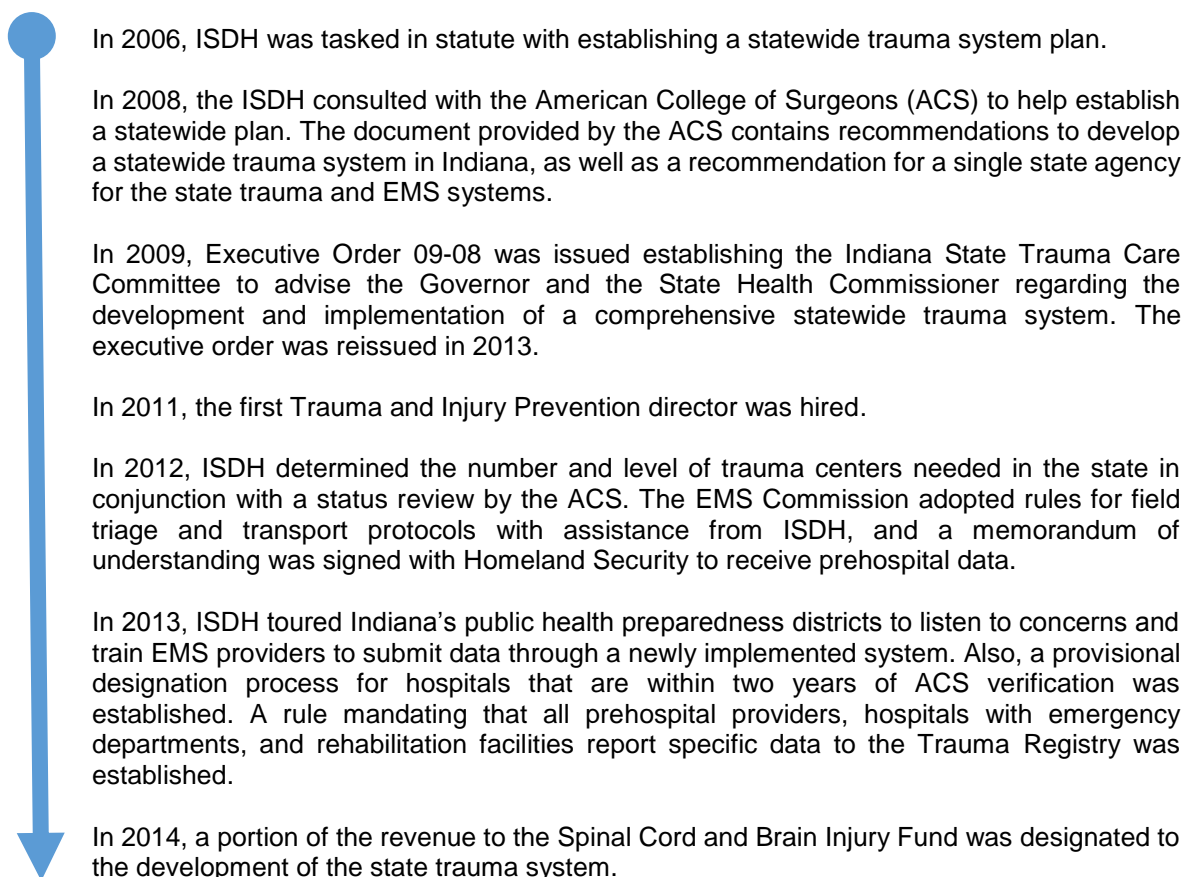 In 2006, ISDH was tasked in statute with establishing a statewide trauma system plan.
In 2008, the ISDH consulted with the American College of Surgeons (ACS) to help establish
a statewide plan. The document provided by the ACS contains recommendations to develop
a statewide trauma system in Indiana, as well as a recommendation for a single state agency
for the state trauma and EMS systems.
In 2009, Executive Order 09-08 was issued establishing the Indiana State Trauma Care
Committee to advise the Governor and the State Health Commissioner regarding the
development and implementation of a comprehensive statewide trauma system. The
executive order was reissued in 2013.
In 2011, the first Trauma and Injury Prevention director was hired.
In 2012, ISDH determined the number and level of trauma centers needed in the state in
conjunction with a status review by the ACS. The EMS Commission adopted rules for field
triage and transport protocols with assistance from ISDH, and a memorandum of
understanding was signed with Homeland Security to receive prehospital data.
In 2013, ISDH toured Indiana’s public health preparedness districts to listen to concerns and
train EMS providers to submit data through a newly implemented system. Also, a provisional
designation process for hospitals that are within two years of ACS verification was
established. A rule mandating that all prehospital providers, hospitals with emergency
departments, and rehabilitation facilities report specific data to the Trauma Registry was
established.
In 2014, a portion of the revenue to the Spinal Cord and Brain Injury Fund was designated to
the development of the state trauma system.